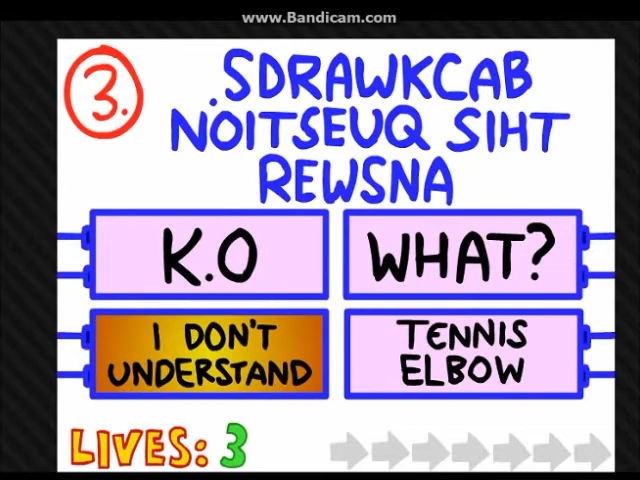 www.Bandicam.com
3.
.SDRAWKCAB
NOITSEUQ SIHT
REWSNA
K.O
WHAT?
I DON'T
UNDERSTAND
TENNIS
ELBOW
LIVES: 3